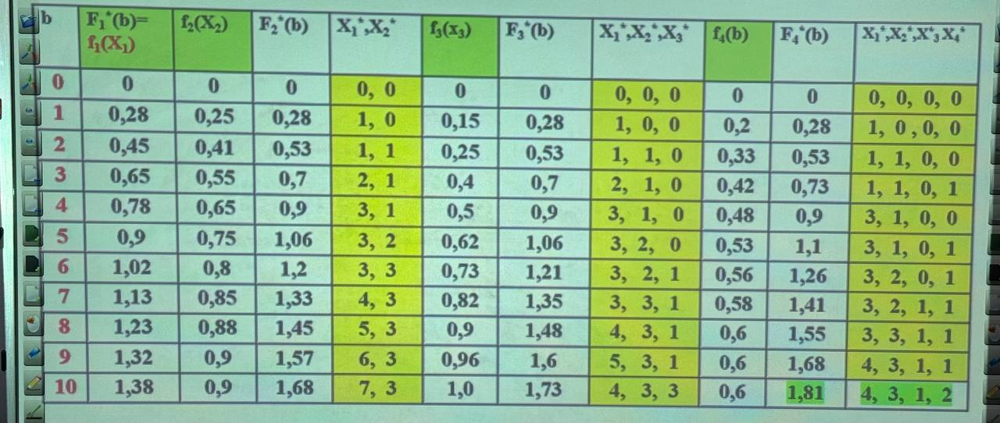 b F₁*(b)= f₁(X₁) f₂(X₂) F₂*(b) X₁*,X₂* f₃(x₃) F₃*(b) X₁*,X₂*,X₃* f₄(b) F₄*(b) X₁*,X₂*,X*₃ X₄*
0 0 0 0 0, 0 0 0 0, 0, 0 0 0 0, 0, 0, 0
1 0,28 0,25 0,28 1, 0 0,15 0,28 1, 0, 0 0,2 0,28 1, 0 , 0, 0
2 0,45 0,41 0,53 1, 1 0,25 0,53 1, 1, 0 0,33 0,53 1, 1, 0, 0
3 0,65 0,55 0,7 2, 1 0,4 0,7 2, 1, 0 0,42 0,73 1, 1, 0, 1
4 0,78 0,65 0,9 3, 1 0,5 0,9 3, 1, 0 0,48 0,9 3, 1, 0, 0
5 0,9 0,75 1,06 3, 2 0,62 1,06 3, 2, 0 0,53 1,1 3, 1, 0, 1
6 1,02 0,8 1,2 3, 3 0,73 1,21 3, 2, 1 0,56 1,26 3, 2, 0, 1
7 1,13 0,85 1,33 4, 3 0,82 1,35 3, 3, 1 0,58 1,41 3, 2, 1, 1
8 1,23 0,88 1,45 5, 3 0,9 1,48 4, 3, 1 0,6 1,55 3, 3, 1, 1
9 1,32 0,9 1,57 6, 3 0,96 1,6 5, 3, 1 0,6 1,68 4, 3, 1, 1
10 1,38 0,9 1,68 7, 3 1,0 1,73 4, 3, 3 0,6 1,81 4, 3, 1, 2